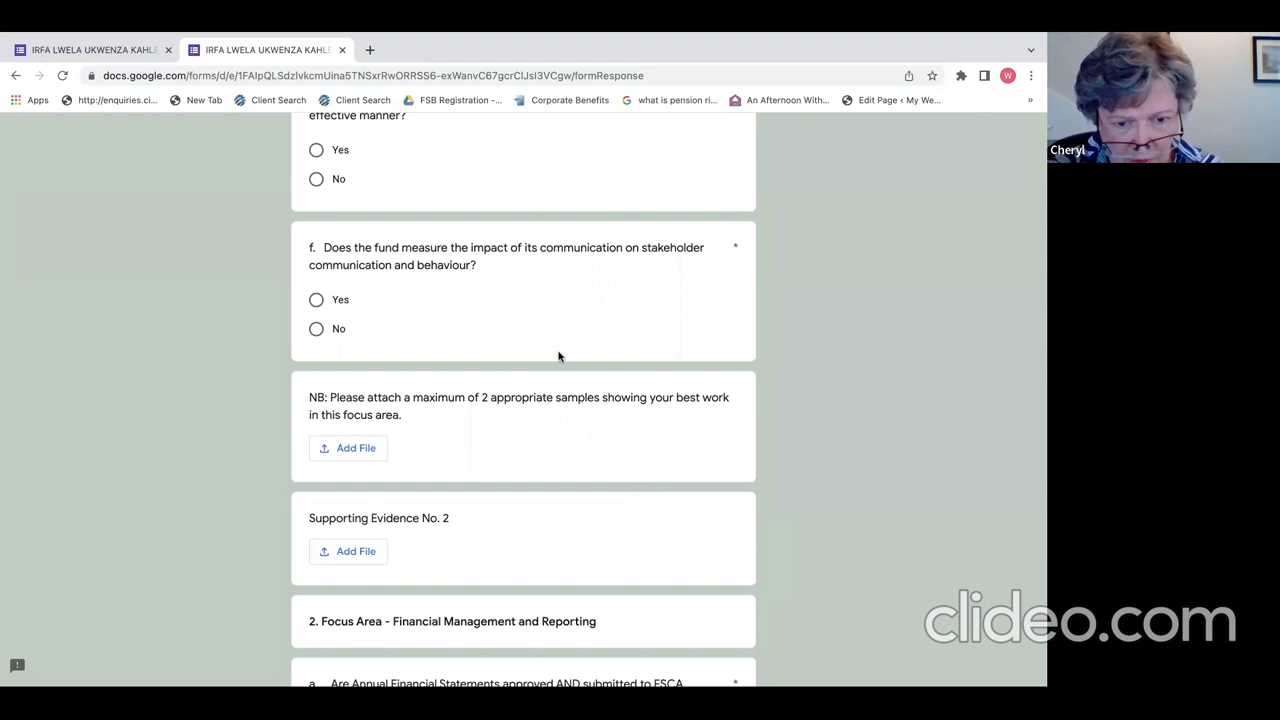 IRFA LWELA UKWENZA KAHLE
IRFA LWELA UKWENZA KAHLE
docs.google.com/forms/d/e/1FAIpQLSdzlvkcmUina5TNSxrRwORRSS6-exWanvC67gcrClJsI3VCgw/formResponse
W
Apps
http://enquiries.ci...
New Tab
Client Search
Client Search
FSB Registration -...
Corporate Benefits
what is pension ri...
An Afternoon With...
Edit Page ‹ My We...
»
Cheryl
effective manner?
Yes
No
f. Does the fund measure the impact of its communication on stakeholder *
communication and behaviour?
Yes
No
NB: Please attach a maximum of 2 appropriate samples showing your best work
in this focus area.
Add File
Supporting Evidence No. 2
Add File
2. Focus Area - Financial Management and Reporting
a. Are Annual Financial Statements approved AND submitted to FSCA *
clideo.com